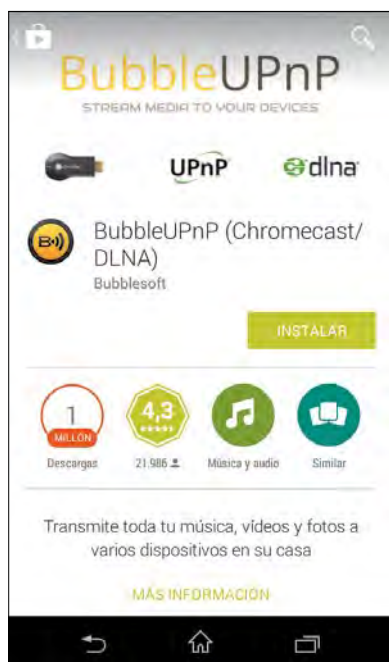 BubbleUPnP
STREAM MEDIA TO YOUR DEVICES
UPnP
dlna
B
BubbleUPnP (Chromecast/
DLNA)
Bubblesoft
INSTALAR
1
MILLÓN
4,3
Descargas
21.986
Música y audio
Similar
Transmite toda tu música, vídeos y fotos a
varios dispositivos en su casa
MÁS INFORMACIÓN